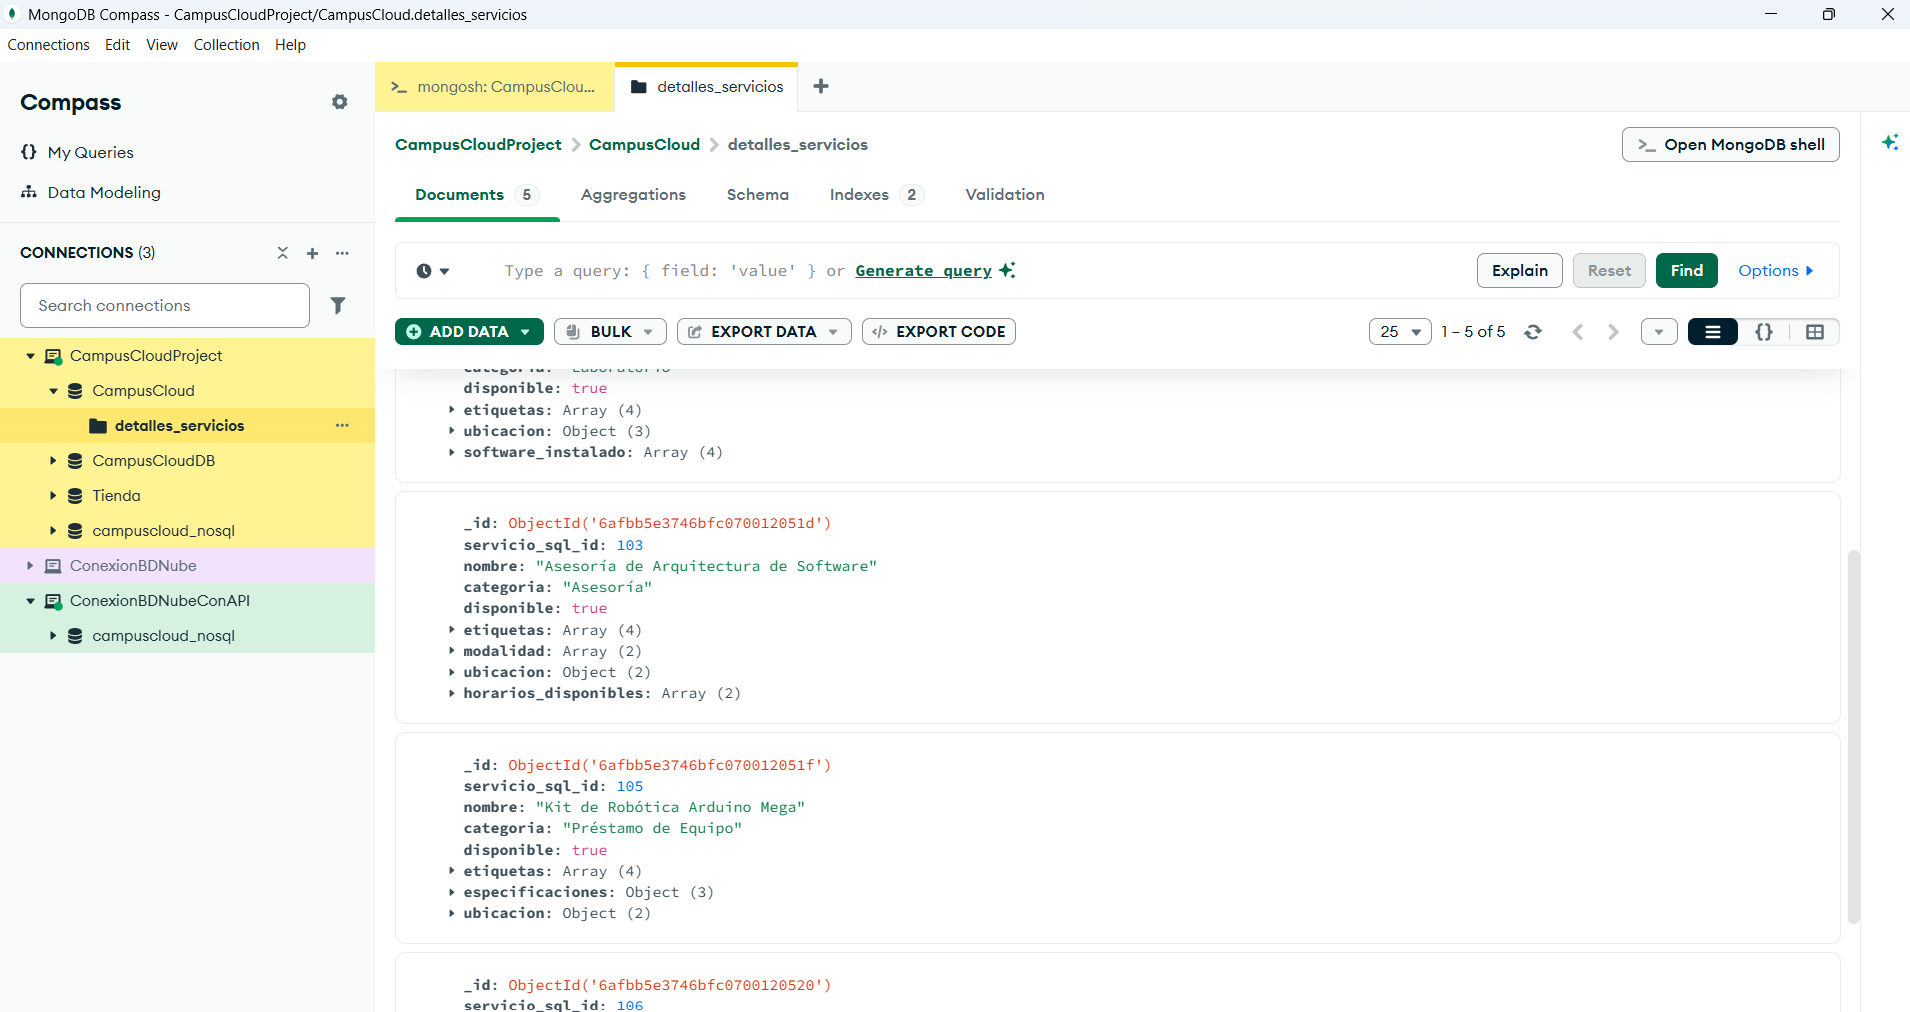 MongoDB Compass - CampusCloudProject/CampusCloud.detalles_servicios
Connections Edit View Collection Help
Compass
My Queries
Data Modeling
CONNECTIONS (3)
Search connections
CampusCloudProject
CampusCloud
detalles_servicios
CampusCloudDB
Tienda
campuscloud_nosql
ConexionBDNube
ConexionBDNubeConAPI
campuscloud_nosql
>_ mongosh: CampusClou...
detalles_servicios
CampusCloudProject > CampusCloud > detalles_servicios
>_ Open MongoDB shell
Documents 5 Aggregations Schema Indexes 2 Validation
Type a query: { field: 'value' } or Generate query
Explain Reset Find Options
ADD DATA BULK EXPORT DATA </> EXPORT CODE
25 1 – 5 of 5 {}
categoria: "Laboratorio"
disponible: true
etiquetas: Array (4)
ubicacion: Object (3)
software_instalado: Array (4)
_id: ObjectId('6afbb5e3746bfc070012051d')
servicio_sql_id: 103
nombre: "Asesoría de Arquitectura de Software"
categoria: "Asesoría"
disponible: true
etiquetas: Array (4)
modalidad: Array (2)
ubicacion: Object (2)
horarios_disponibles: Array (2)
_id: ObjectId('6afbb5e3746bfc070012051f')
servicio_sql_id: 105
nombre: "Kit de Robótica Arduino Mega"
categoria: "Préstamo de Equipo"
disponible: true
etiquetas: Array (4)
especificaciones: Object (3)
ubicacion: Object (2)
_id: ObjectId('6afbb5e3746bfc0700120520')
servicio_sql_id: 106